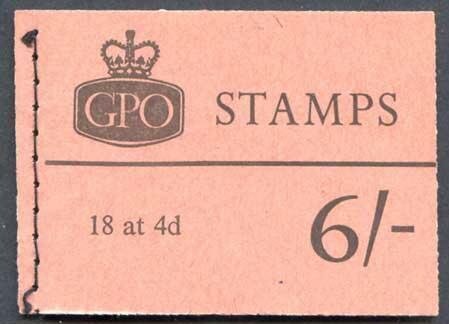 GPO STAMPS
18 at 4d 6/-